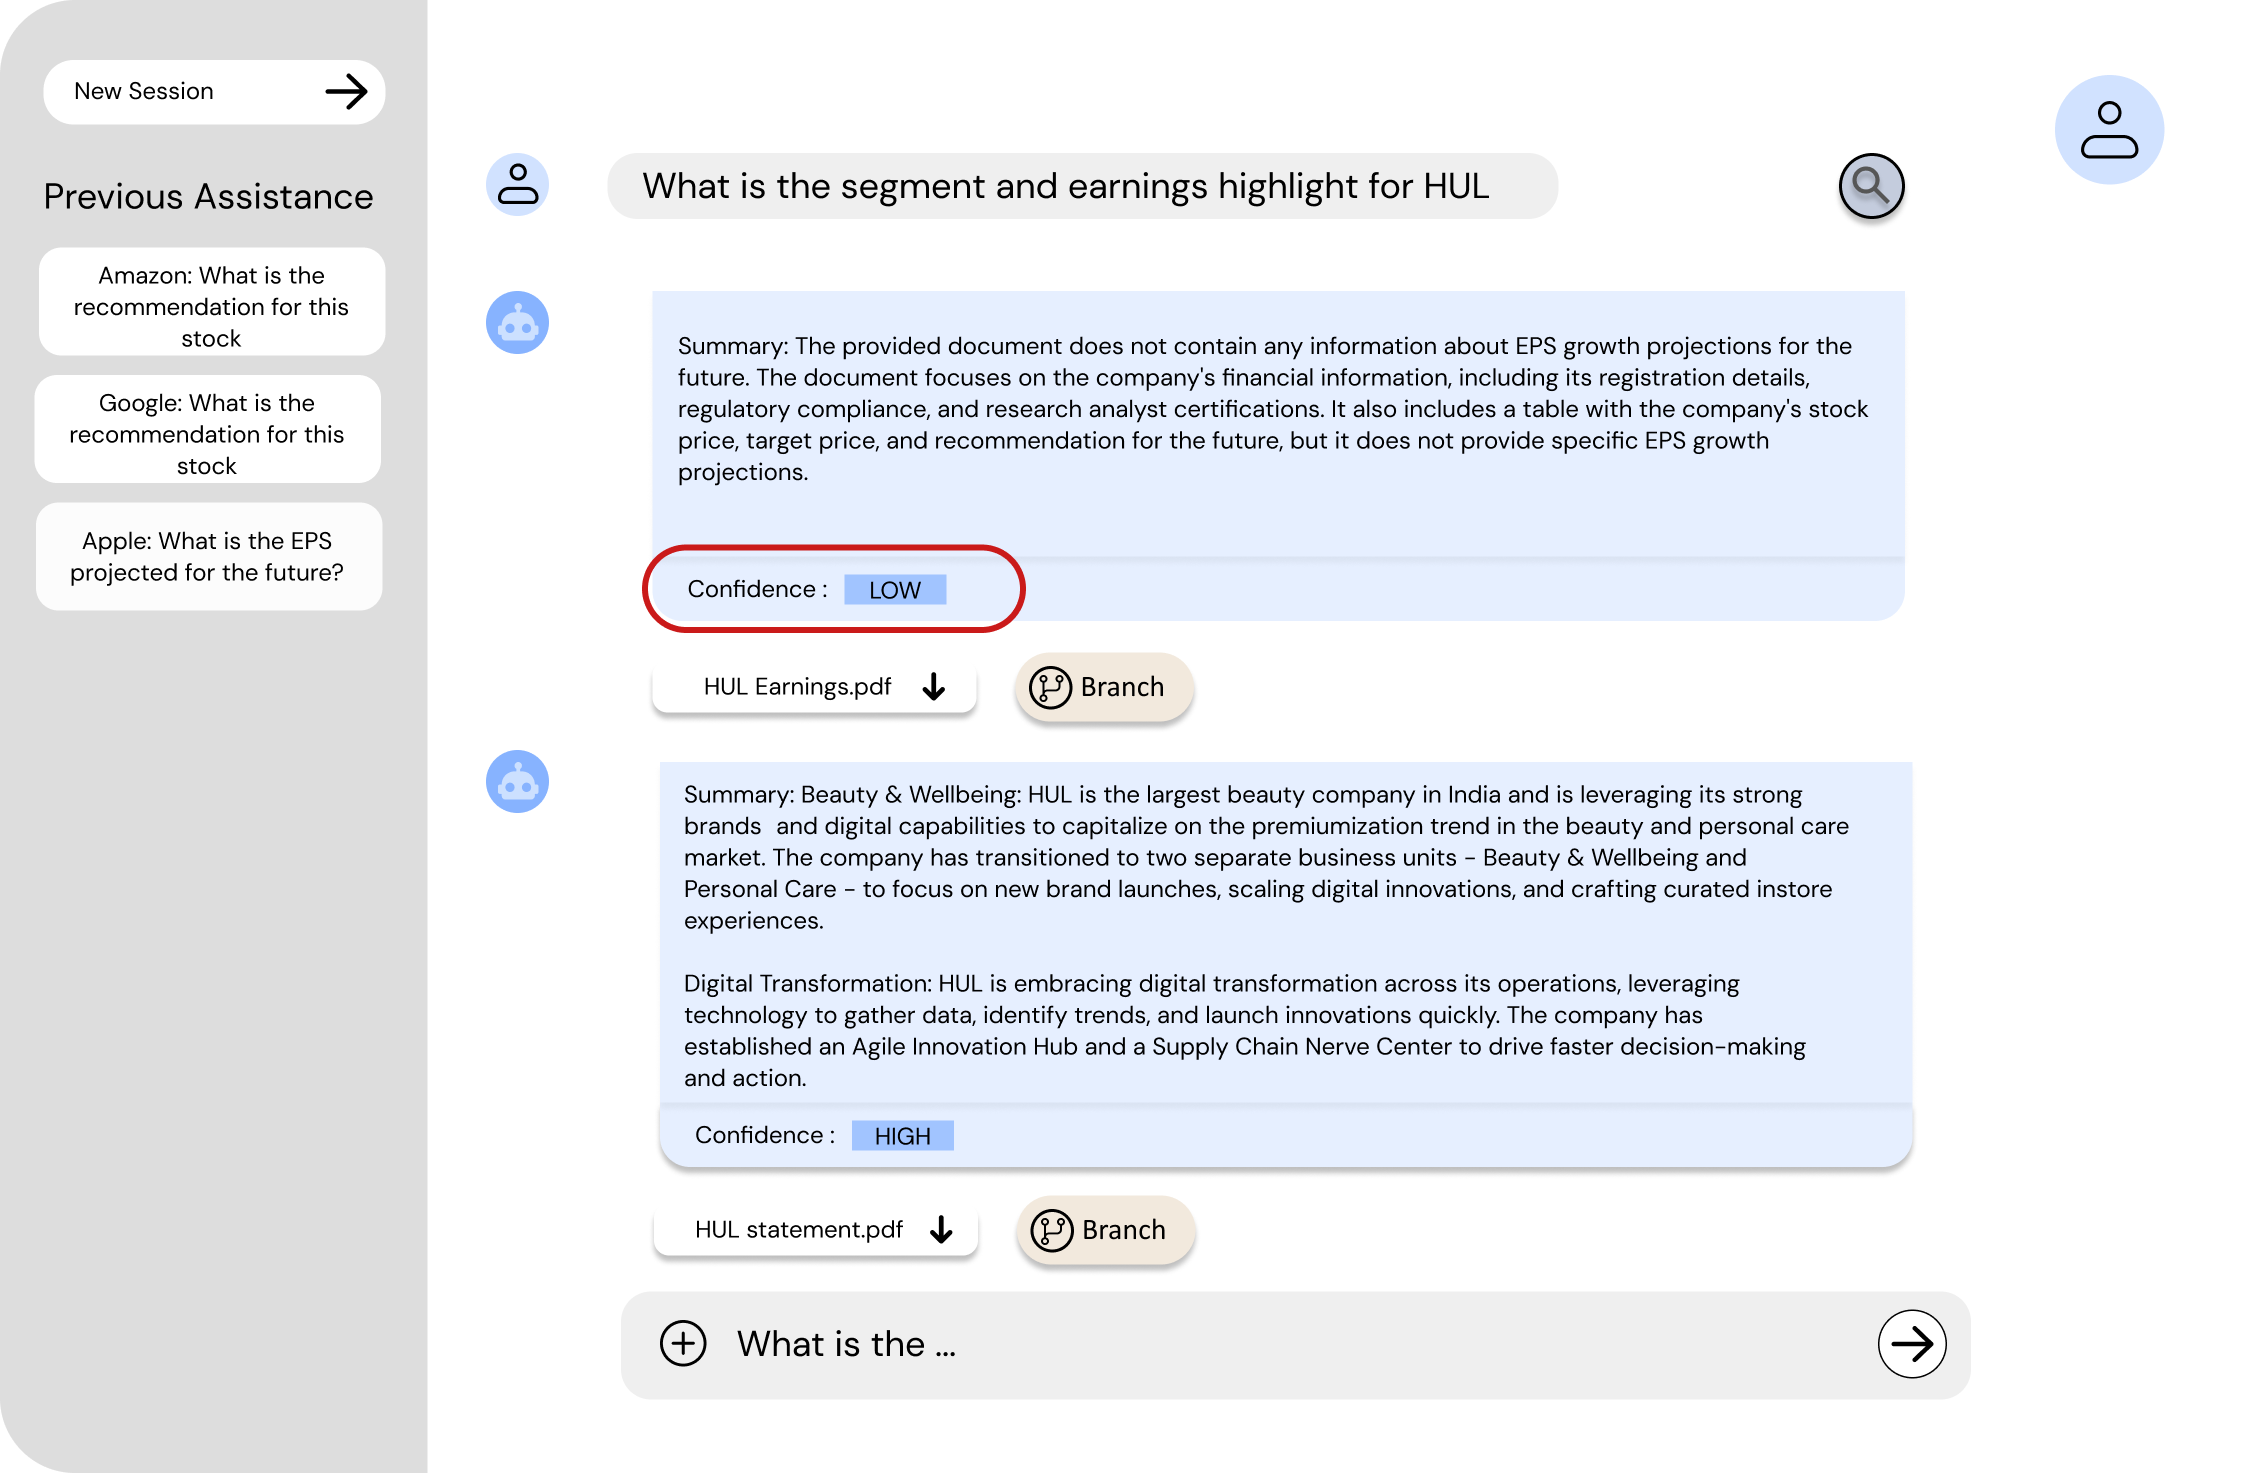 New Session
Previous Assistance
Amazon: What is the
recommendation for this
stock
Google: What is the
recommendation for this
stock
Apple: What is the EPS
projected for the future?
What is the segment and earnings highlight for HUL
Summary: The provided document does not contain any information about EPS growth projections for the
future. The document focuses on the company's financial information, including its registration details,
regulatory compliance, and research analyst certifications. It also includes a table with the company's stock
price, target price, and recommendation for the future, but it does not provide specific EPS growth
projections.
Confidence : LOW
HUL Earnings.pdf
Branch
Summary: Beauty & Wellbeing: HUL is the largest beauty company in India and is leveraging its strong
brands  and digital capabilities to capitalize on the premiumization trend in the beauty and personal care
market. The company has transitioned to two separate business units - Beauty & Wellbeing and
Personal Care - to focus on new brand launches, scaling digital innovations, and crafting curated instore
experiences.
Digital Transformation: HUL is embracing digital transformation across its operations, leveraging
technology to gather data, identify trends, and launch innovations quickly. The company has
established an Agile Innovation Hub and a Supply Chain Nerve Center to drive faster decision-making
and action.
Confidence : HIGH
HUL statement.pdf
Branch
What is the ...